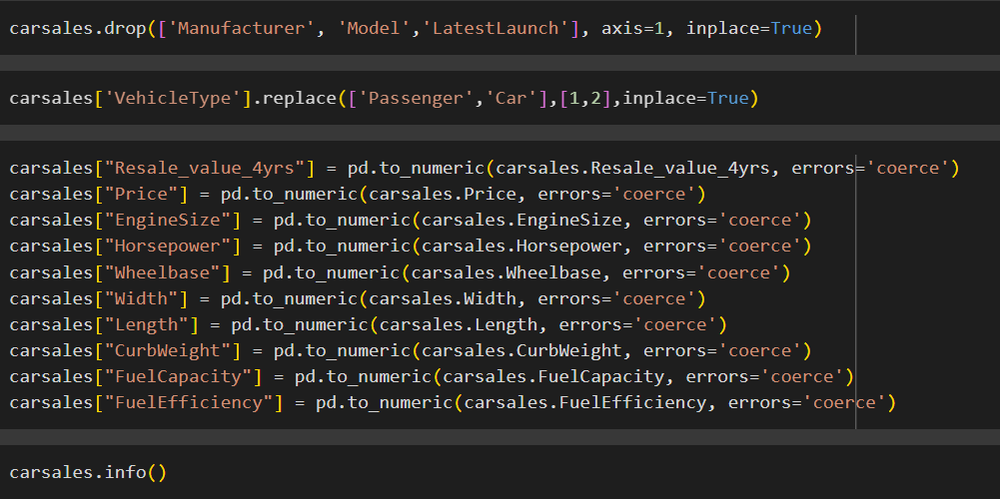 carsales.drop(['Manufacturer', 'Model','LatestLaunch'], axis=1, inplace=True)
carsales['VehicleType'].replace(['Passenger','Car'],[1,2],inplace=True)
carsales["Resale_value_4yrs"] = pd.to_numeric(carsales.Resale_value_4yrs, errors='coerce')
carsales["Price"] = pd.to_numeric(carsales.Price, errors='coerce')
carsales["EngineSize"] = pd.to_numeric(carsales.EngineSize, errors='coerce')
carsales["Horsepower"] = pd.to_numeric(carsales.Horsepower, errors='coerce')
carsales["Wheelbase"] = pd.to_numeric(carsales.Wheelbase, errors='coerce')
carsales["Width"] = pd.to_numeric(carsales.Width, errors='coerce')
carsales["Length"] = pd.to_numeric(carsales.Length, errors='coerce')
carsales["CurbWeight"] = pd.to_numeric(carsales.CurbWeight, errors='coerce')
carsales["FuelCapacity"] = pd.to_numeric(carsales.FuelCapacity, errors='coerce')
carsales["FuelEfficiency"] = pd.to_numeric(carsales.FuelEfficiency, errors='coerce')
carsales.info()